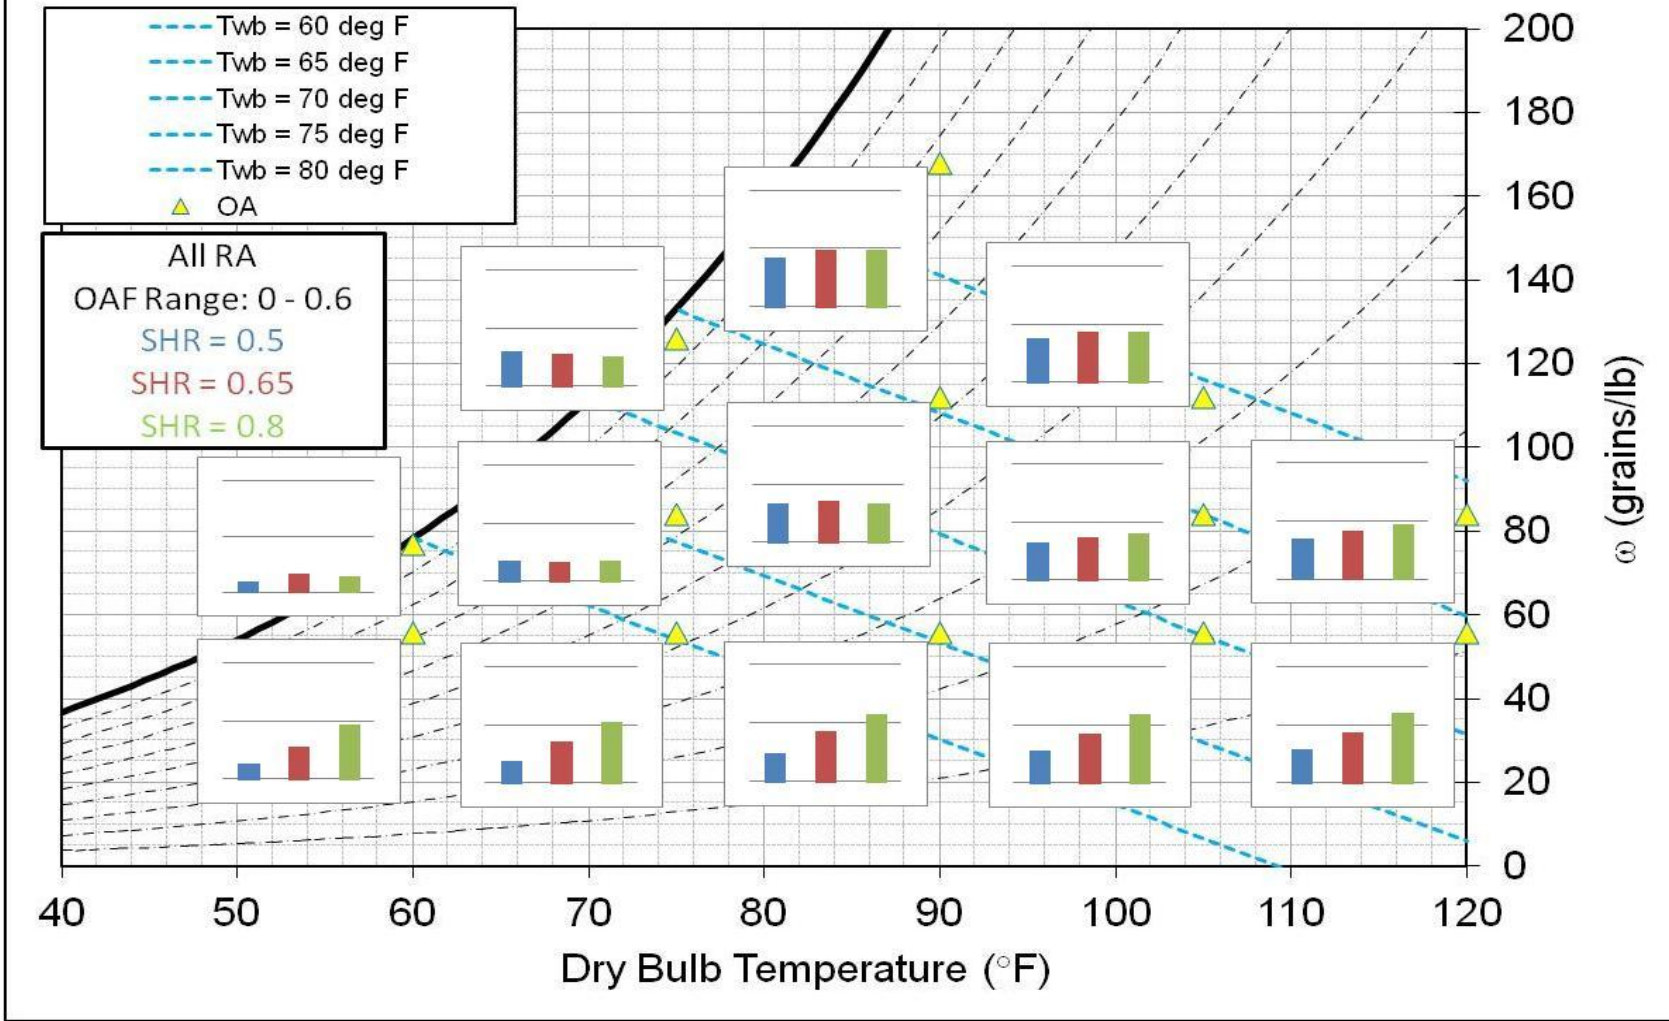 Twb = 60 deg F
Twb = 65 deg F
Twb = 70 deg F
Twb = 75 deg F
Twb = 80 deg F
OA
All RA
OAF Range: 0 - 0.6
SHR = 0.5
SHR = 0.65
SHR = 0.8
200
180
160
140
120
100
80
60
40
20
0
ω (grains/lb)
40 50 60 70 80 90 100 110 120
Dry Bulb Temperature (°F)